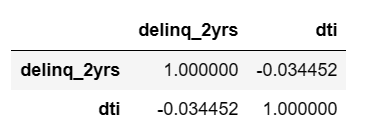 delinq_2yrs dti
delinq_2yrs 1.000000 -0.034452
dti -0.034452 1.000000